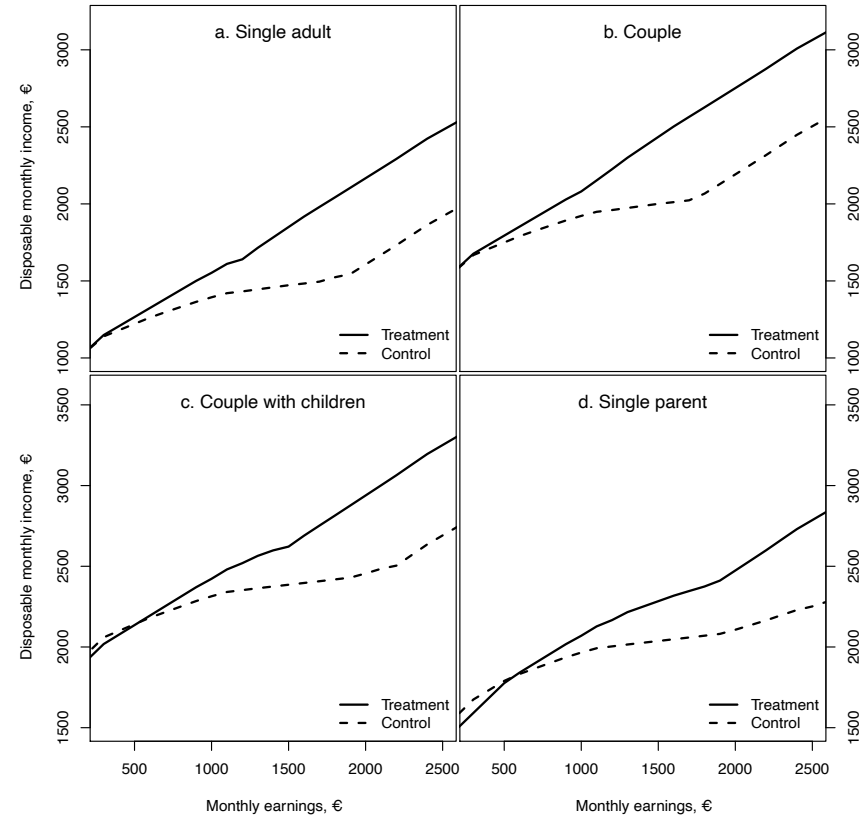 a. Single adult
b. Couple
Disposable monthly income, €
1000
1500
2000
2500
3000
1000
1500
2000
2500
3000
Treatment
Control
Treatment
Control
c. Couple with children
d. Single parent
Disposable monthly income, €
1500
2000
2500
3000
3500
1500
2000
2500
3000
3500
Treatment
Control
Treatment
Control
500 1000 1500 2000 2500
500 1000 1500 2000 2500
Monthly earnings, €
Monthly earnings, €